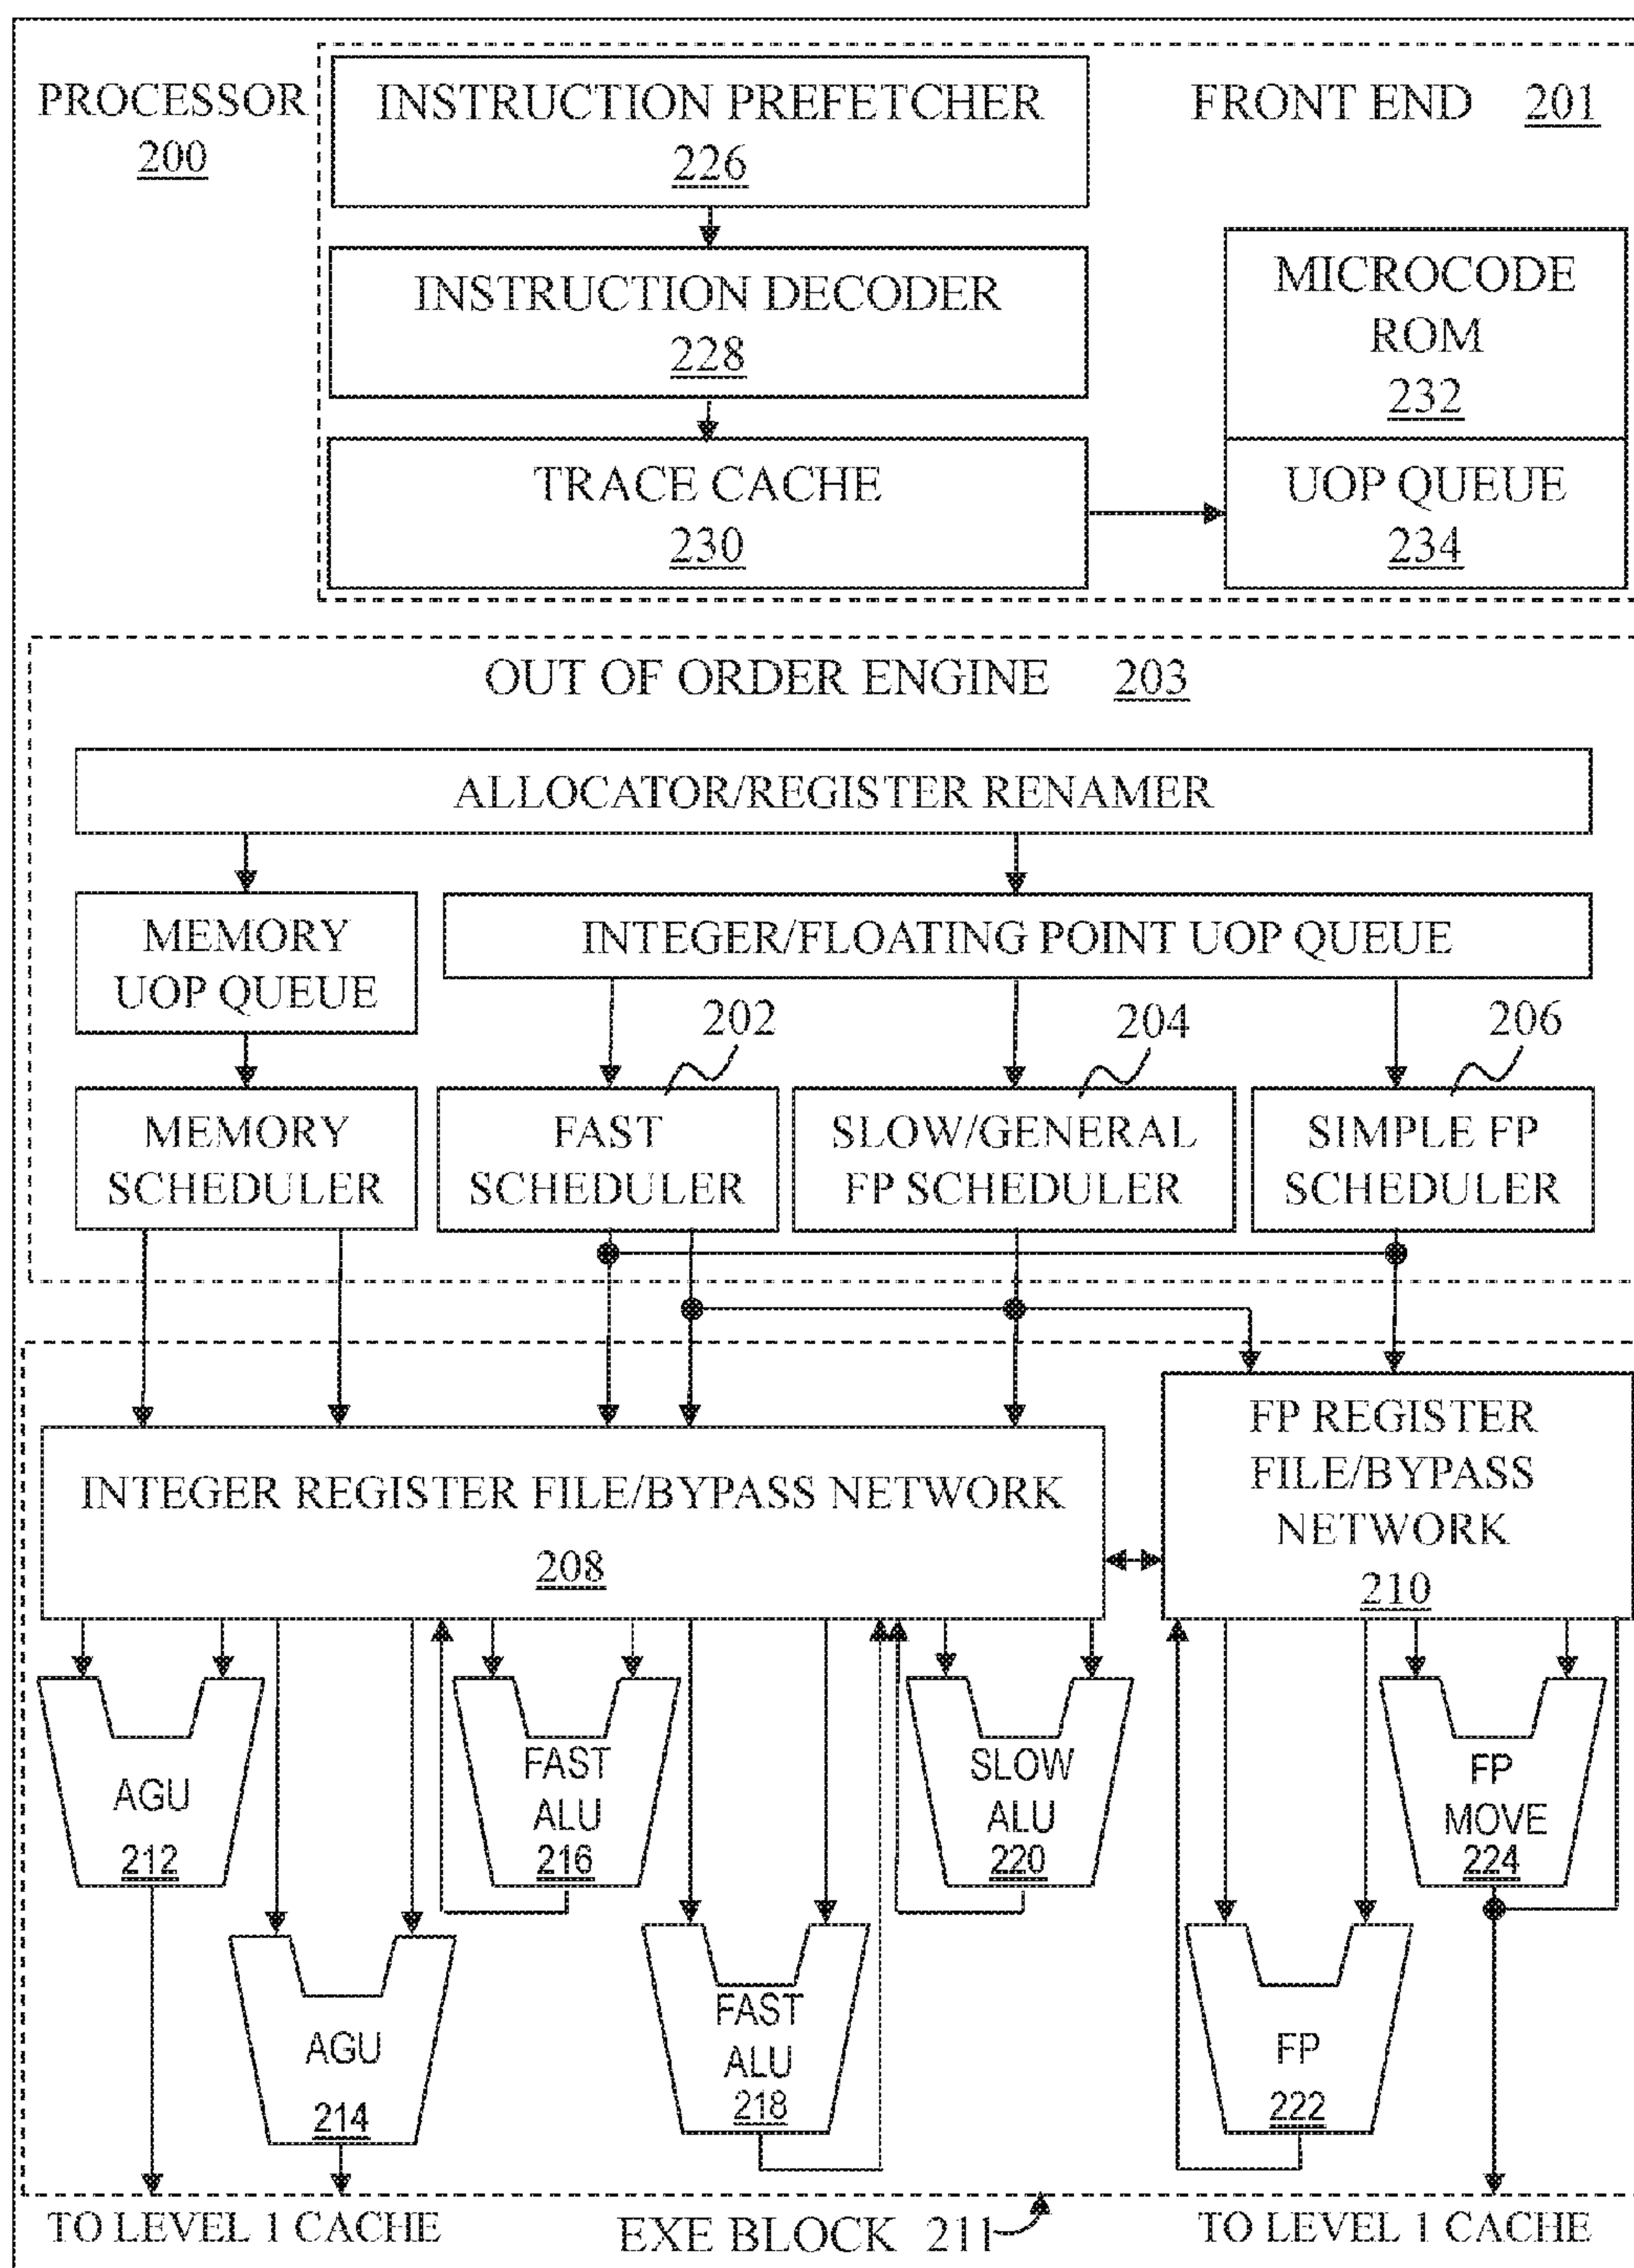 PROCESSOR
200
INSTRUCTION PREFETCHER
226
FRONT END 201
INSTRUCTION DECODER
228
MICROCODE
ROM
232
TRACE CACHE
230
UOP QUEUE
234
OUT OF ORDER ENGINE 203
ALLOCATOR/REGISTER RENAMER
MEMORY
UOP QUEUE
INTEGER/FLOATING POINT UOP QUEUE
202
204
206
MEMORY
SCHEDULER
FAST
SCHEDULER
SLOW/GENERAL
FP SCHEDULER
SIMPLE FP
SCHEDULER
INTEGER REGISTER FILE/BYPASS NETWORK
208
FP REGISTER
FILE/BYPASS
NETWORK
210
AGU
212
FAST
ALU
216
SLOW
ALU
220
FP
MOVE
224
AGU
214
FAST
ALU
218
FP
222
TO LEVEL 1 CACHE
EXE BLOCK 211
TO LEVEL 1 CACHE